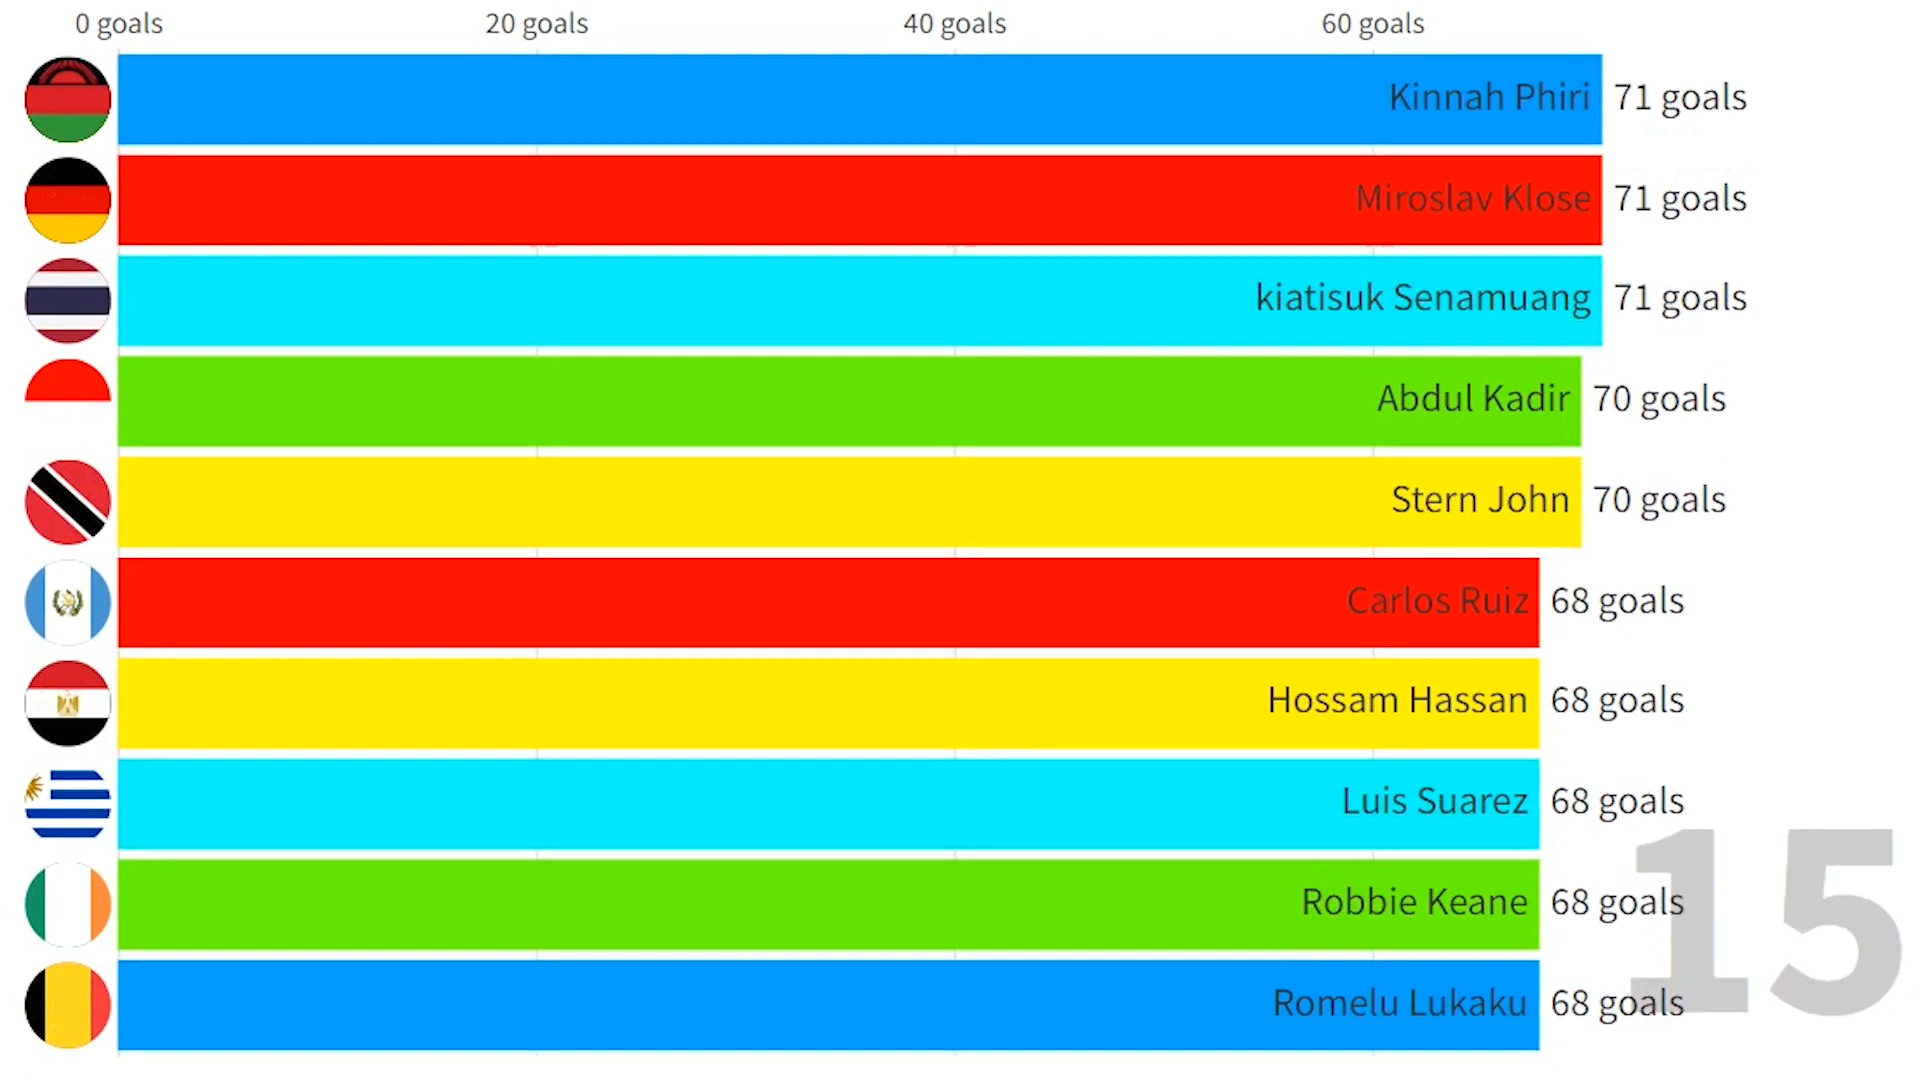 0 goals 20 goals 40 goals 60 goals
Kinnah Phiri 71 goals
Miroslav Klose 71 goals
kiatisuk Senamuang 71 goals
Abdul Kadir 70 goals
Stern John 70 goals
Carlos Ruiz 68 goals
Hossam Hassan 68 goals
Luis Suarez 68 goals
Robbie Keane 68 goals
Romelu Lukaku 68 goals
15